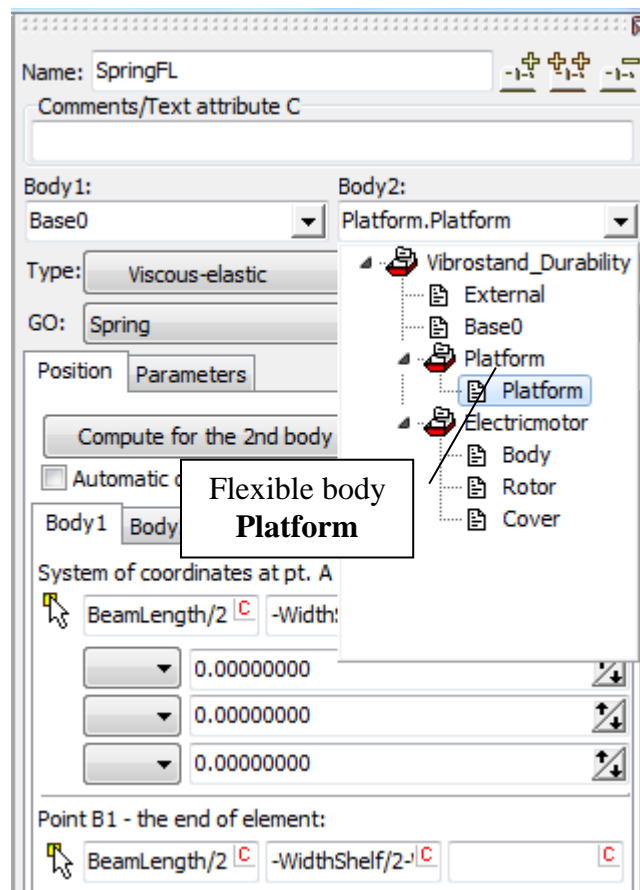 Name: SpringFL
Comments/Text attribute C
Body1: Body2:
Base0 Platform.Platform
Type: Viscous-elastic
GO: Spring
Vibrostand_Durability
External
Base0
Platform
Platform
Electricmotor
Body
Rotor
Cover
Position Parameters
Compute for the 2nd body
Automatic
Flexible body
Platform
Body1 Body
System of coordinates at pt. A
BeamLength/2 C -Width
0.00000000
0.00000000
0.00000000
Point B1 - the end of element:
BeamLength/2 C -WidthShelf/2- C C